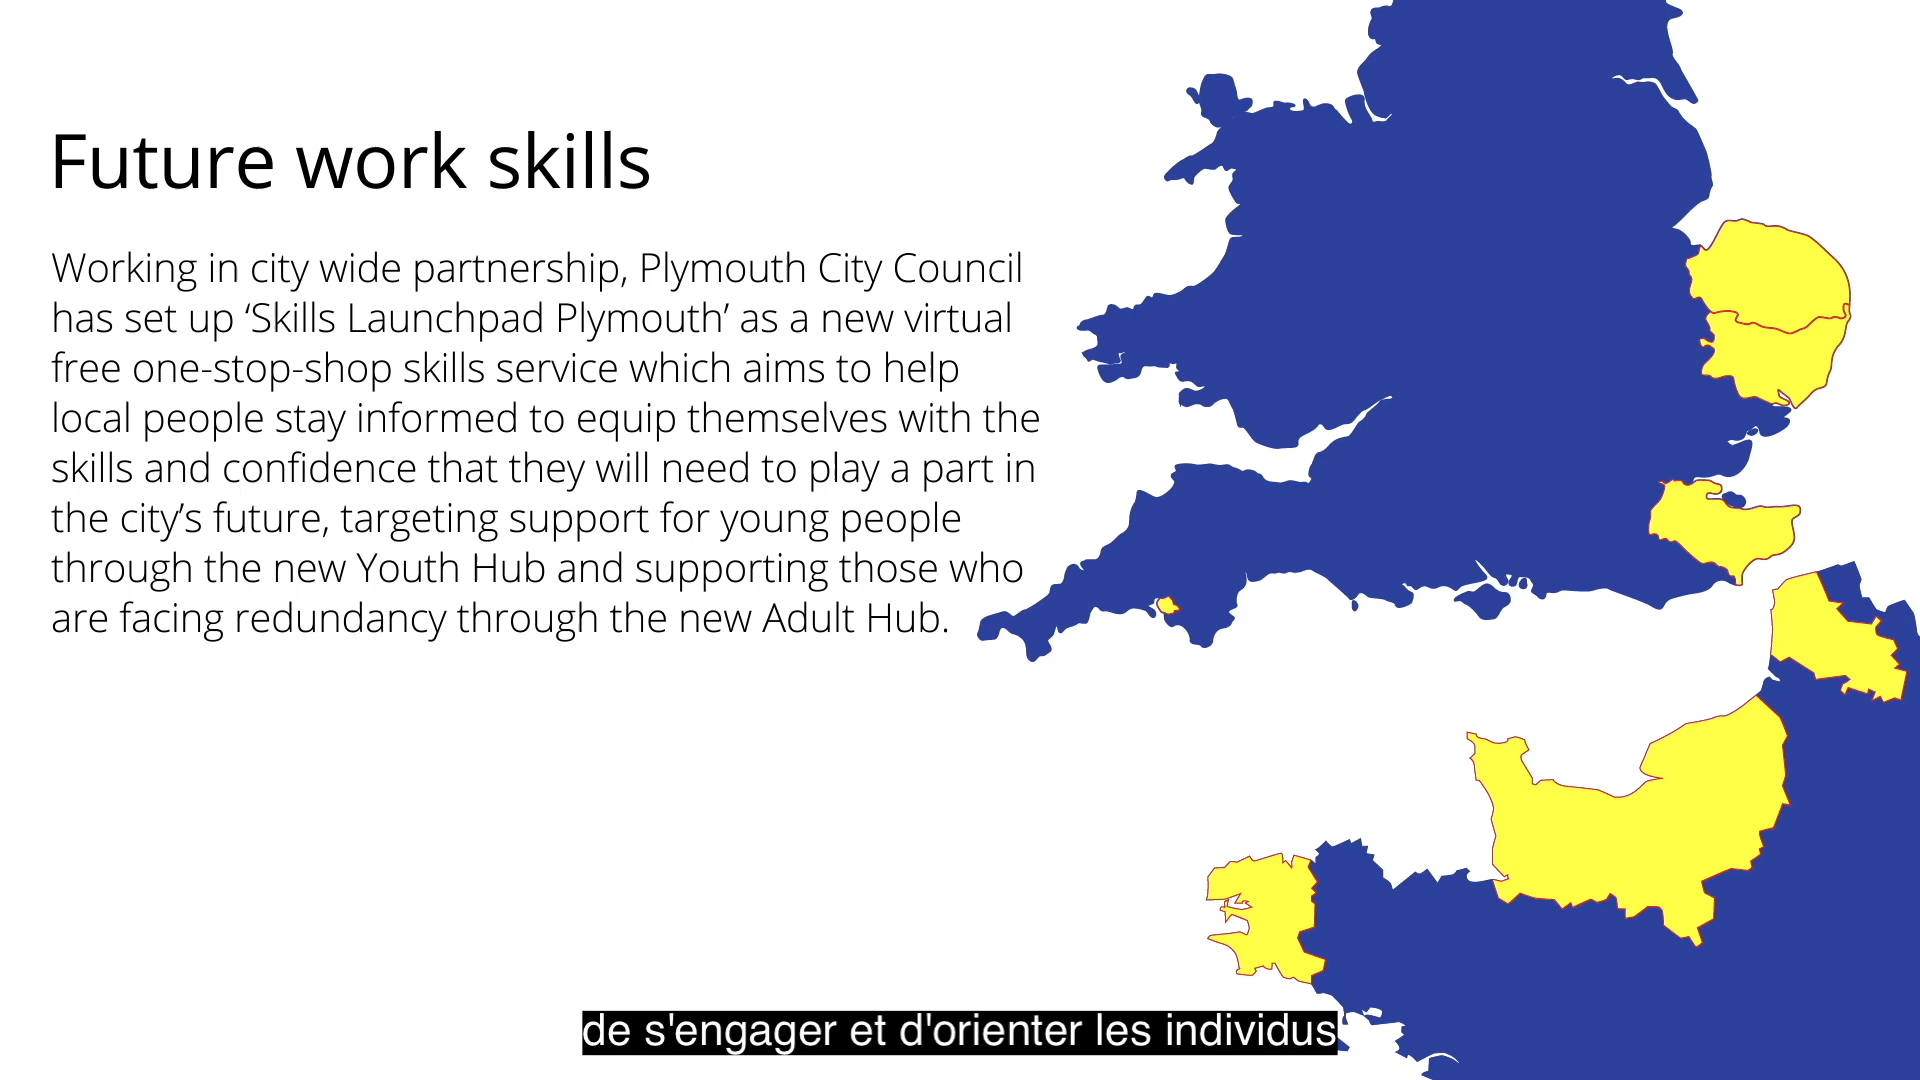 Future work skills
Working in city wide partnership, Plymouth City Council
has set up ‘Skills Launchpad Plymouth’ as a new virtual
free one-stop-shop skills service which aims to help
local people stay informed to equip themselves with the
skills and confidence that they will need to play a part in
the city’s future, targeting support for young people
through the new Youth Hub and supporting those who
are facing redundancy through the new Adult Hub.
de s'engager et d'orienter les individus